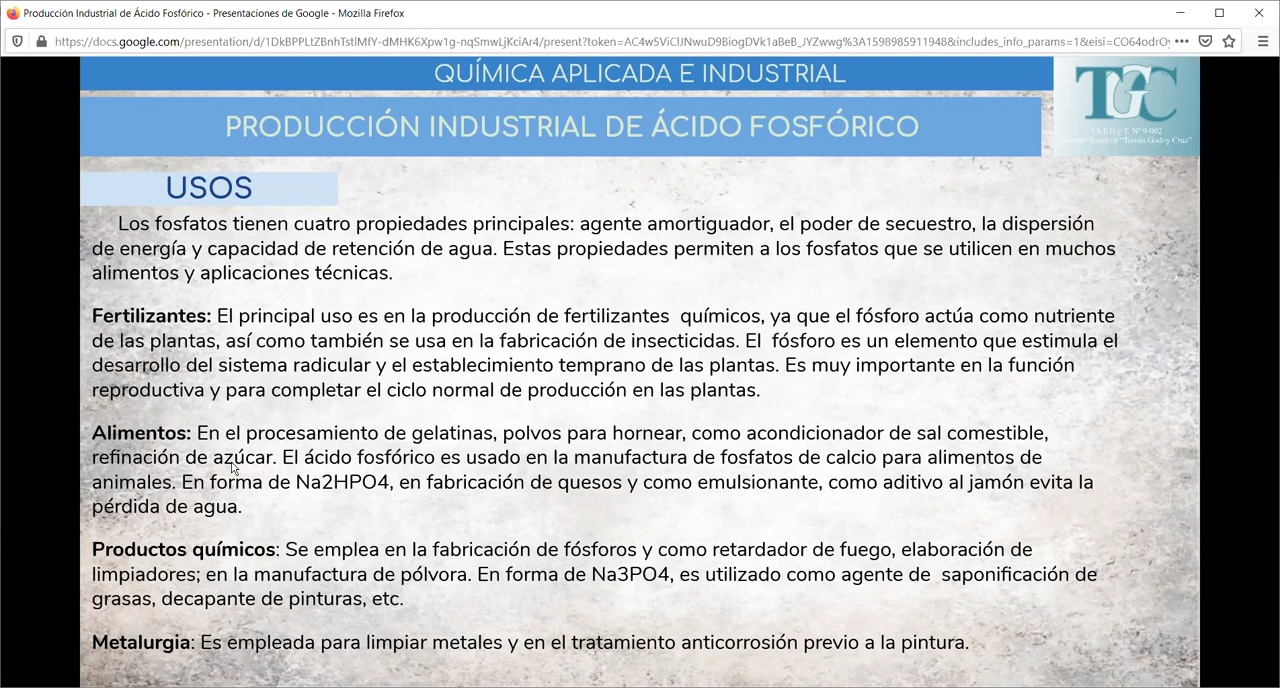 Producción Industrial de Ácido Fosfórico - Presentaciones de Google - Mozilla Firefox
https://docs.google.com/presentation/d/1DkBPPLtZBnhTstlMfY-dMHK6Xpw1g-nqSmwLjKciAr4/present?token=AC4w5ViClJNwuD9BiogDVk1aBeB_JYZwwg%3A1598985911948&includes_info_params=1&eisi=CO64odrO
QUÍMICA APLICADA E INDUSTRIAL
TGC
I.S.E.D. y T. Nº 9-002
Normal Superior "Tomás Godoy Cruz"
PRODUCCIÓN INDUSTRIAL DE ÁCIDO FOSFÓRICO
USOS
Los fosfatos tienen cuatro propiedades principales: agente amortiguador, el poder de secuestro, la dispersión
de energía y capacidad de retención de agua. Estas propiedades permiten a los fosfatos que se utilicen en muchos
alimentos y aplicaciones técnicas.
Fertilizantes: El principal uso es en la producción de fertilizantes  químicos, ya que el fósforo actúa como nutriente
de las plantas, así como también se usa en la fabricación de insecticidas. El  fósforo es un elemento que estimula el
desarrollo del sistema radicular y el establecimiento temprano de las plantas. Es muy importante en la función
reproductiva y para completar el ciclo normal de producción en las plantas.
Alimentos: En el procesamiento de gelatinas, polvos para hornear, como acondicionador de sal comestible,
refinación de azúcar. El ácido fosfórico es usado en la manufactura de fosfatos de calcio para alimentos de
animales. En forma de Na2HPO4, en fabricación de quesos y como emulsionante, como aditivo al jamón evita la
pérdida de agua.
Productos químicos: Se emplea en la fabricación de fósforos y como retardador de fuego, elaboración de
limpiadores; en la manufactura de pólvora. En forma de Na3PO4, es utilizado como agente de  saponificación de
grasas, decapante de pinturas, etc.
Metalurgia: Es empleada para limpiar metales y en el tratamiento anticorrosión previo a la pintura.